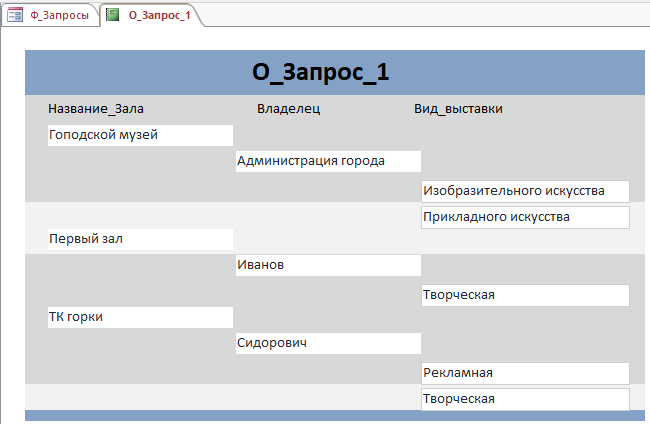 Ф_Запросы
О_Запрос_1
О_Запрос_1
Название_Зала Владелец Вид_выставки
Гоподской музей
Администрация города
Изобразительного искусства
Прикладного искусства
Первый зал
Иванов
Творческая
ТК горки
Сидорович
Рекламная
Творческая